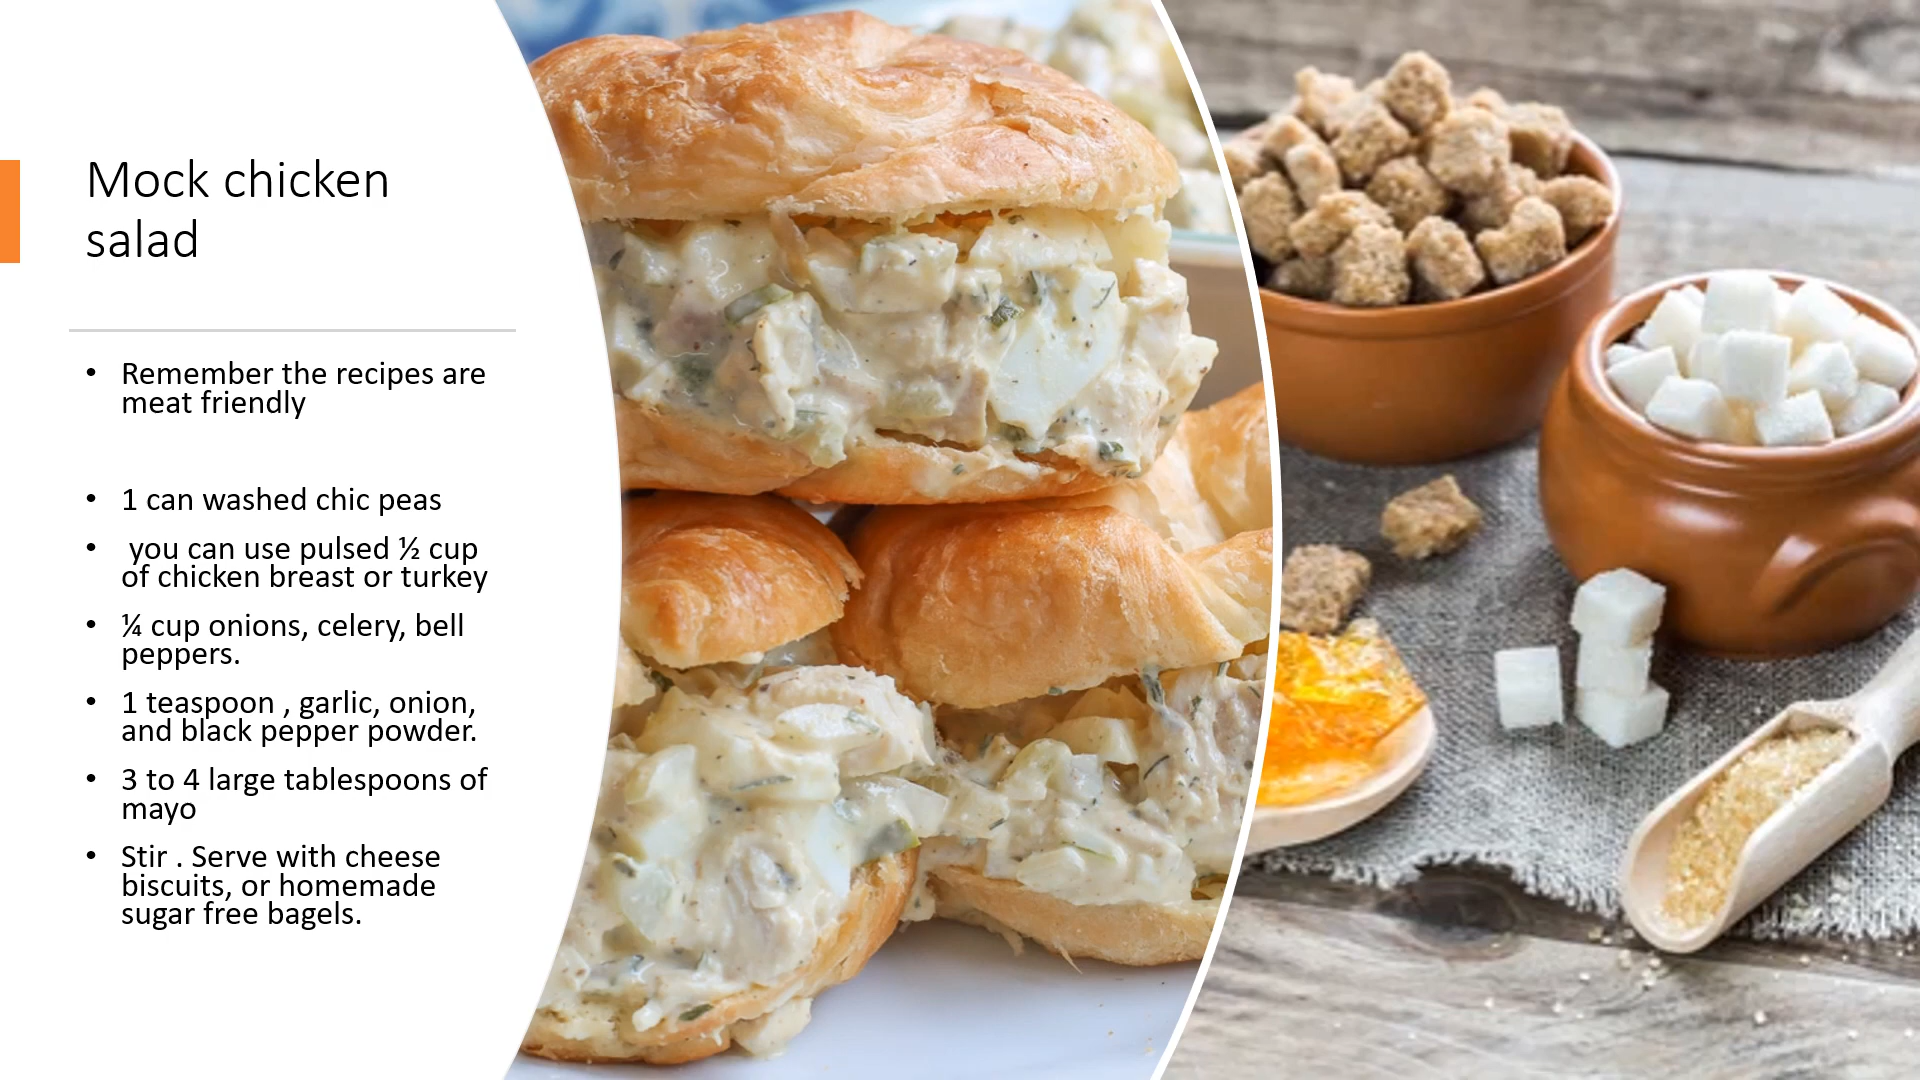 Mock chicken
salad
• Remember the recipes are
meat friendly
• 1 can washed chic peas
•  you can use pulsed ½ cup
of chicken breast or turkey
• ¼ cup onions, celery, bell
peppers.
• 1 teaspoon , garlic, onion,
and black pepper powder.
• 3 to 4 large tablespoons of
mayo
• Stir . Serve with cheese
biscuits, or homemade
sugar free bagels.